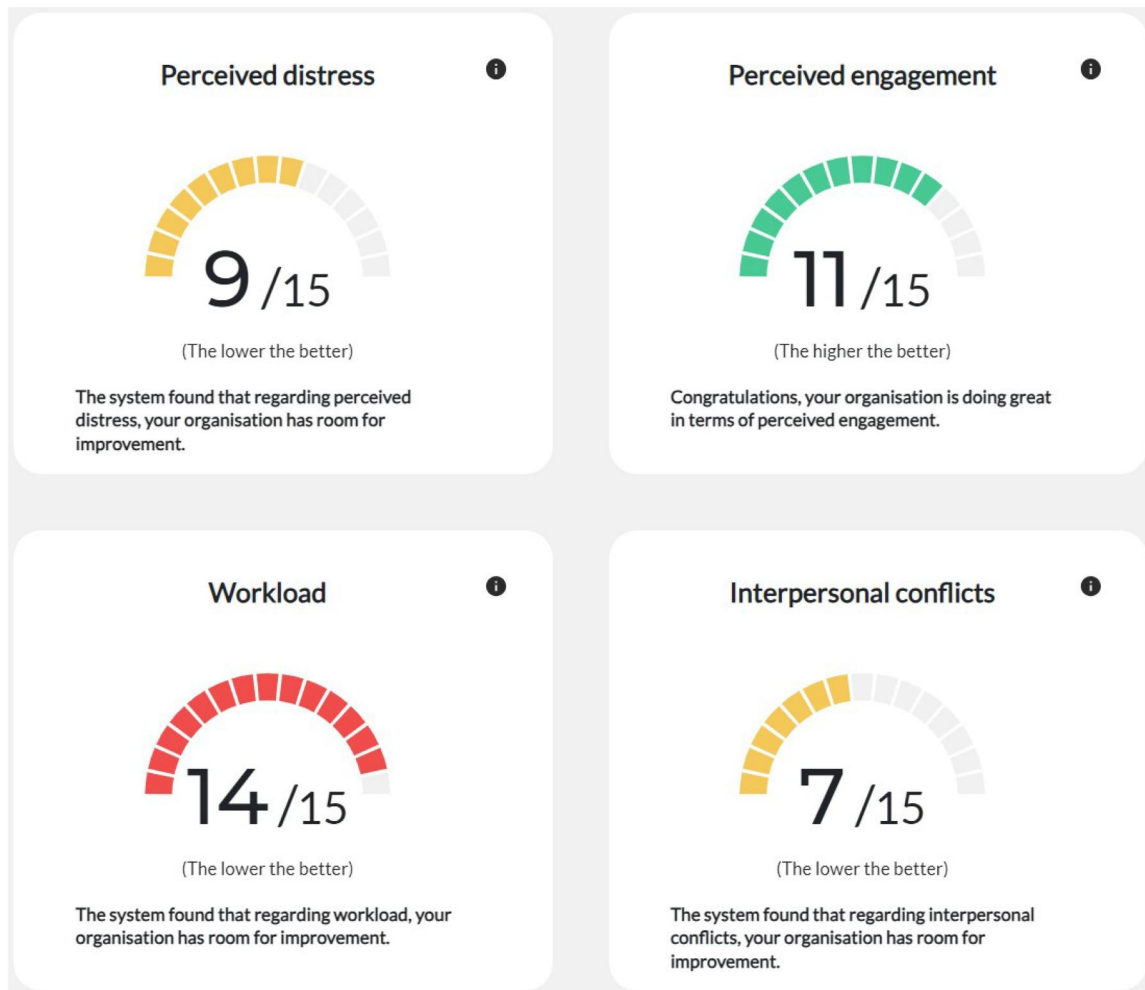 Perceived distress
9 /15
(The lower the better)
The system found that regarding perceived
distress, your organisation has room for
improvement.
Perceived engagement
11 /15
(The higher the better)
Congratulations, your organisation is doing great
in terms of perceived engagement.
Workload
14 /15
(The lower the better)
The system found that regarding workload, your
organisation has room for improvement.
Interpersonal conflicts
7 /15
(The lower the better)
The system found that regarding interpersonal
conflicts, your organisation has room for
improvement.